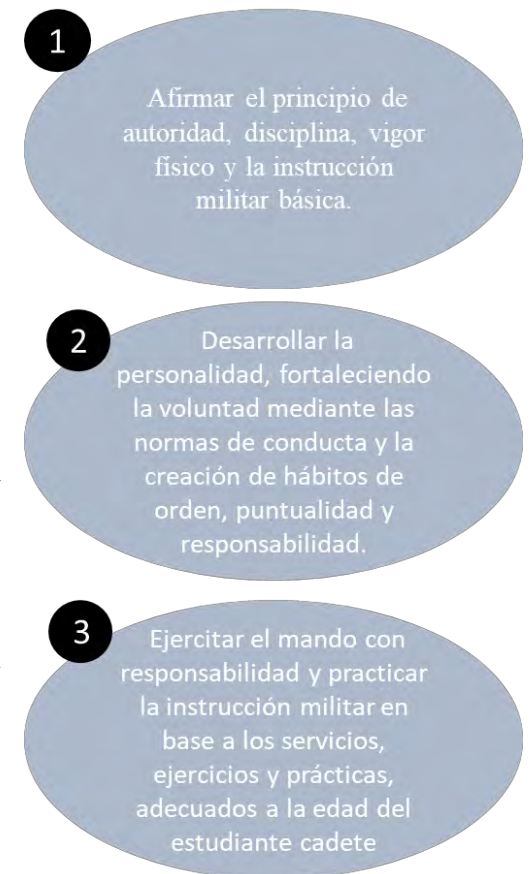 1
Afirmar el principio de
autoridad, disciplina, vigor
físico y la instrucción
militar básica.
2
Desarrollar la
personalidad, fortaleciendo
la voluntad mediante las
normas de conducta y la
creación de hábitos de
orden, puntualidad y
responsabilidad.
3
Ejercitar el mando con
responsabilidad y practicar
la instrucción militar en
base a los servicios,
ejercicios y prácticas,
adecuados a la edad del
estudiante cadete